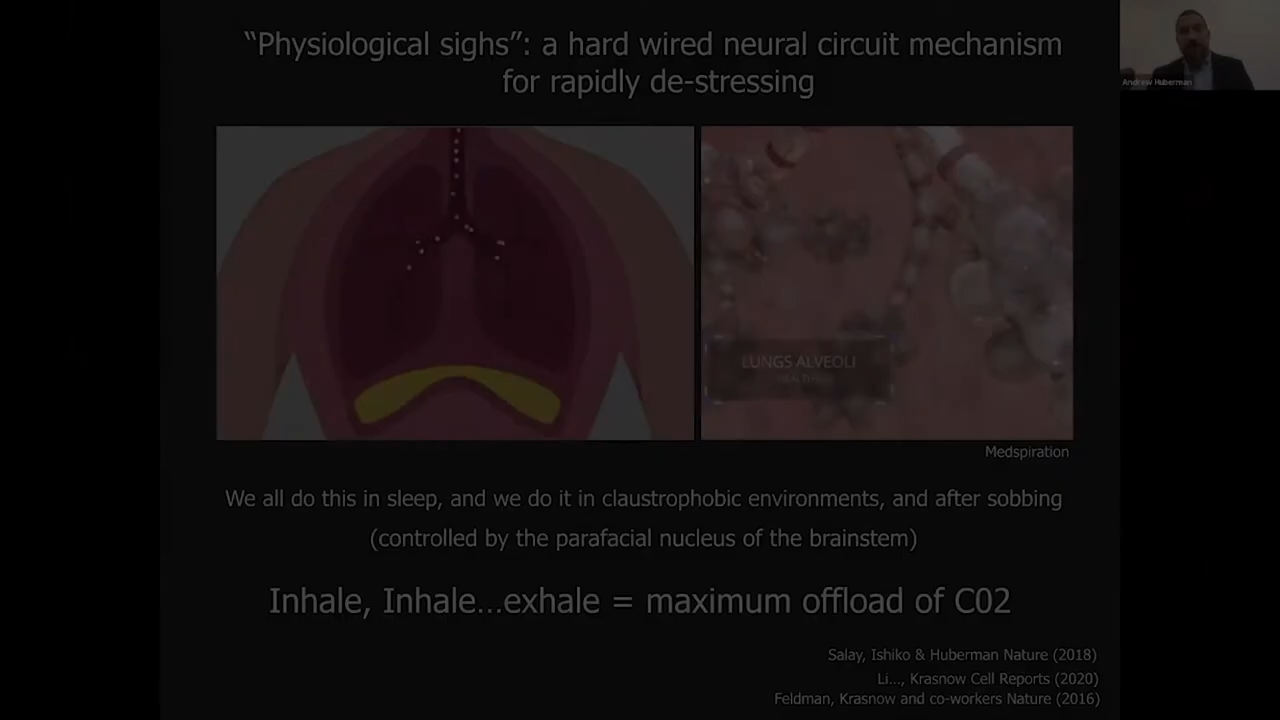 “Physiological sighs”: a hard wired neural circuit mechanism
for rapidly de-stressing
Andrew Huberman
LUNGS ALVEOLI
Medspiration
We all do this in sleep, and we do it in claustrophobic environments, and after sobbing
(controlled by the parafacial nucleus of the brainstem)
Inhale, Inhale...exhale = maximum offload of C02
Salay, Ishiko & Huberman Nature (2018)
Li..., Krasnow Cell Reports (2020)
Feldman, Krasnow and co-workers Nature (2016)